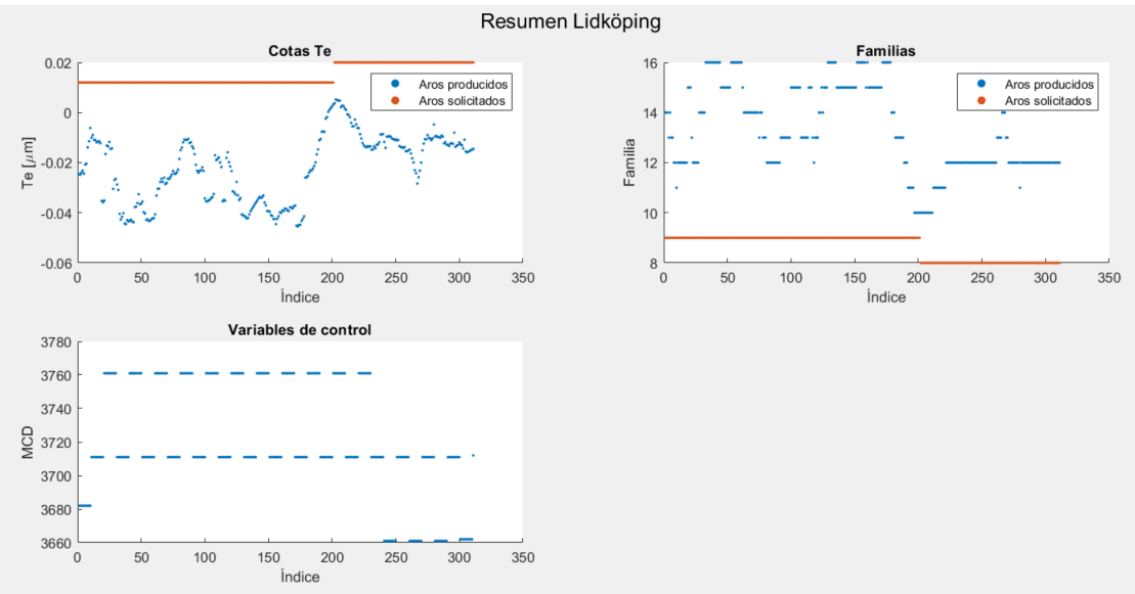 Resumen Lidköping
Cotas Te
0.02
0
-0.02
-0.04
-0.06
Te [μm]
0 50 100 150 200 250 300 350
Índice
Aros producidos
Aros solicitados
Familias
16
14
12
10
8
Familia
0 50 100 150 200 250 300 350
Índice
Aros producidos
Aros solicitados
Variables de control
3780
3760
3740
3720
3700
3680
3660
MCD
0 50 100 150 200 250 300 350
Índice